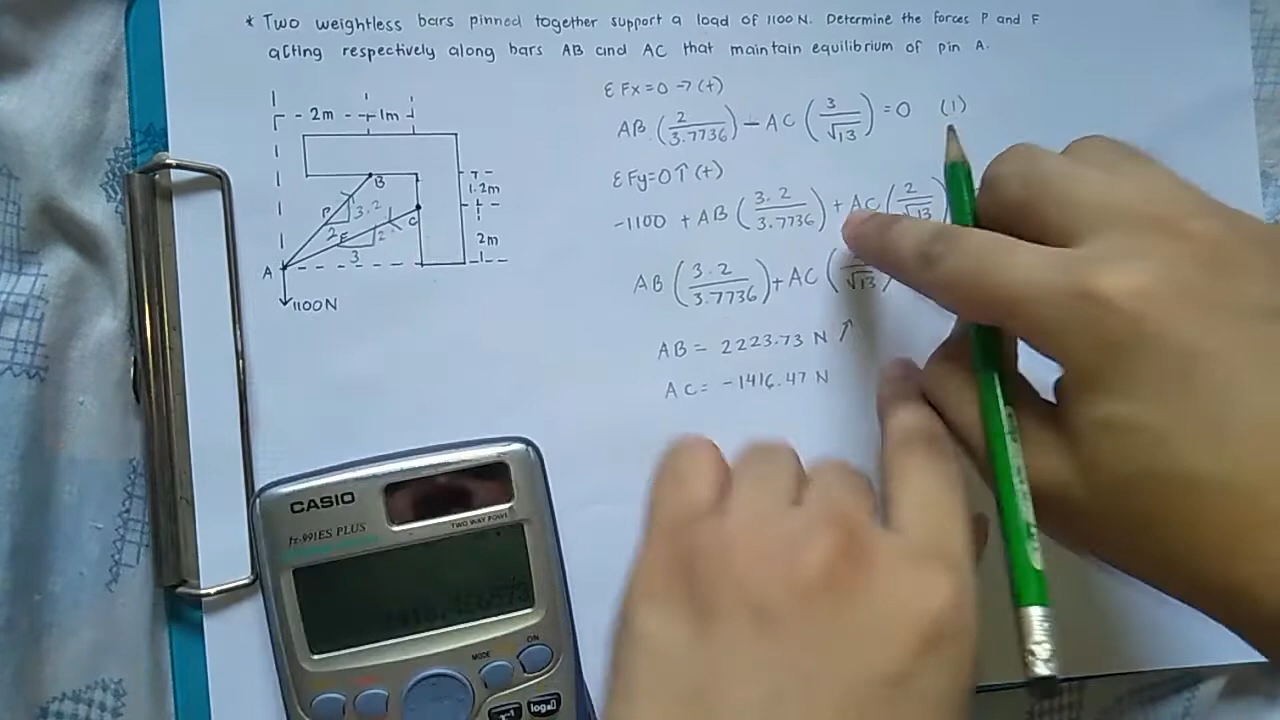 * Two weightless bars pinned together support a load of 1100 N. Determine the forces P and F
acting respectively along bars AB and AC that maintain equilibrium of pin A.
2m 1m
B
P 3.2
2
F 2
3
C
1.2m
2m
A
1100N
ΣFx=0 →(+)
AB (2/3.7736) - AC (3/√13) = 0 (1)
ΣFy=0↑(+)
-1100 + AB (3.2/3.7736) + AC (2/√13)
AB (3.2/3.7736) + AC ( /√13)
AB = 2223.73 N ↗
AC = -1416.47 N
CASIO
fx-991ES PLUS
TWO WAY POWER
MODE
ON
x⁻¹
log